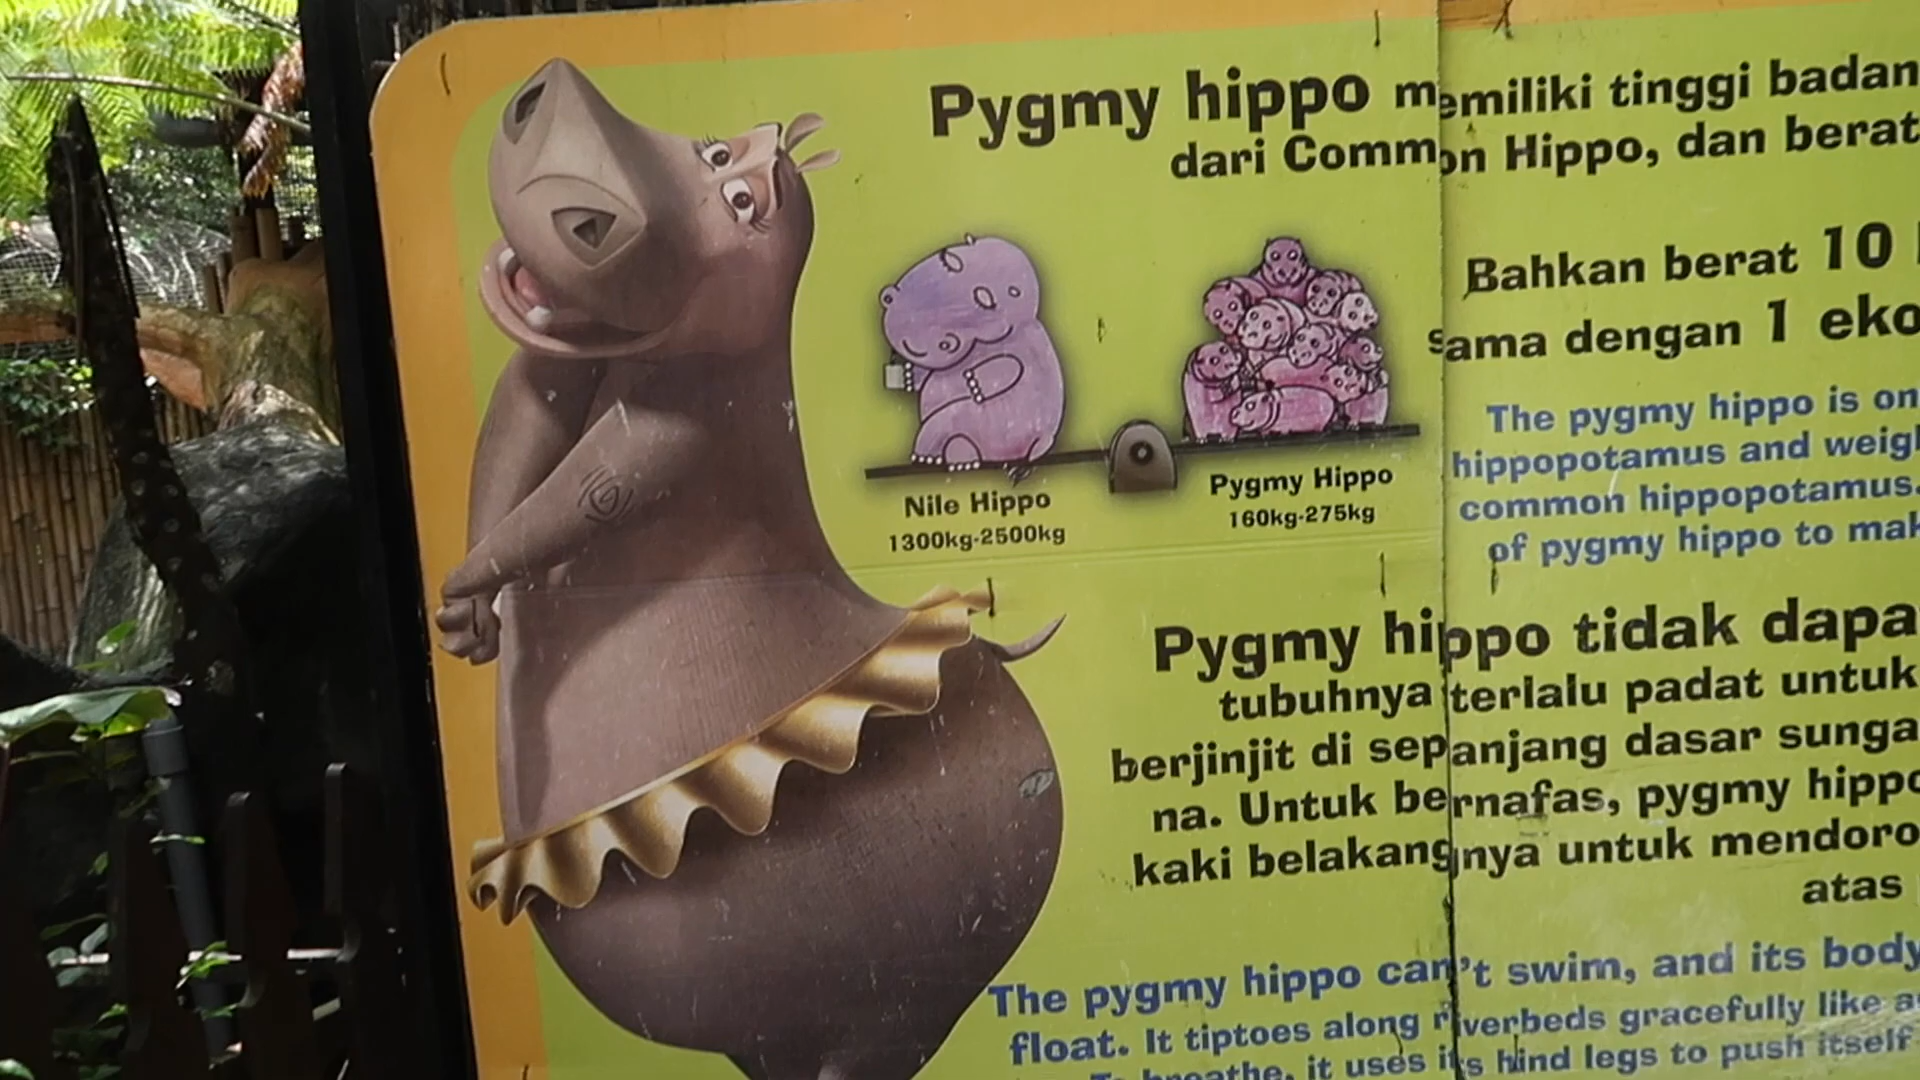 Pygmy hippo memiliki tinggi badan
dari Common Hippo, dan berat
Bahkan berat 10
sama dengan 1 eko
The pygmy hippo is on
hippopotamus and weigh
common hippopotamus.
of pygmy hippo to mak
Nile Hippo
1300kg-2500kg
Pygmy Hippo
160kg-275kg
Pygmy hippo tidak dapa
tubuhnya terlalu padat untuk
berjinjit di sepanjang dasar sunga
na. Untuk bernafas, pygmy hippo
kaki belakangnya untuk mendoro
atas
The pygmy hippo can't swim, and its body
float. It tiptoes along riverbeds gracefully like a
To breathe, it uses its hind legs to push itself